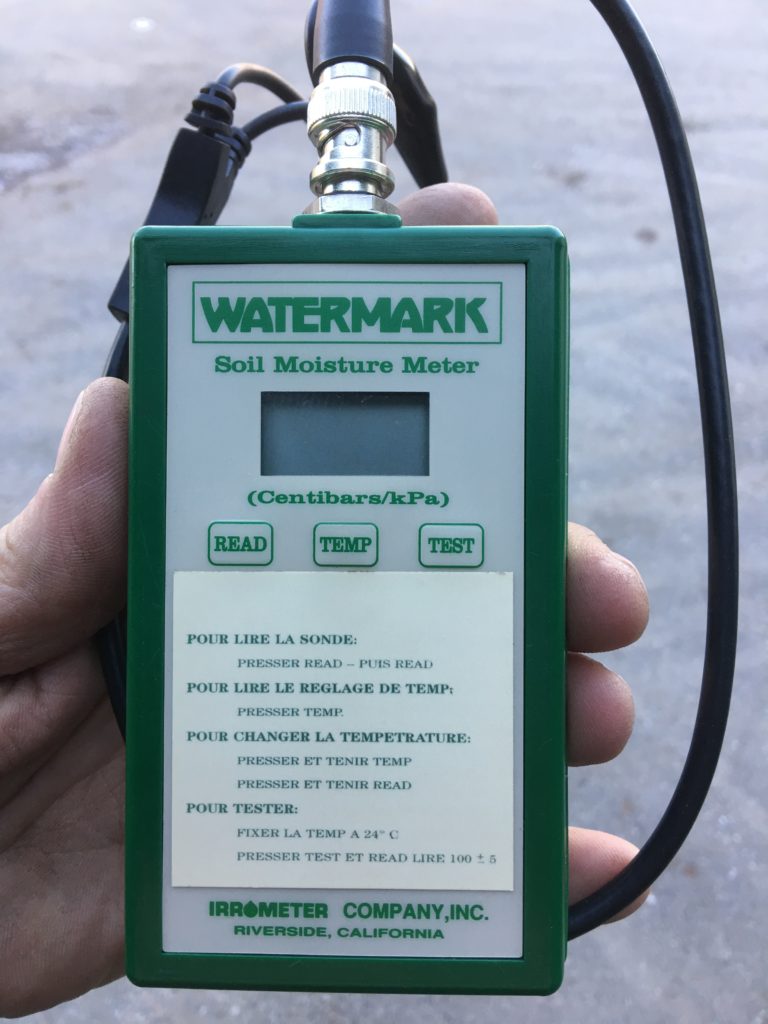 WATERMARK
Soil Moisture Meter
(Centibars/kPa)
READ TEMP TEST
POUR LIRE LA SONDE:
PRESSER READ – PUIS READ
POUR LIRE LE REGLAGE DE TEMP:
PRESSER TEMP.
POUR CHANGER LA TEMPETRATURE:
PRESSER ET TENIR TEMP
PRESSER ET TENIR READ
POUR TESTER:
FIXER LA TEMP A 24° C
PRESSER TEST ET READ LIRE 100 ± 5
IRROMETER COMPANY,INC.
RIVERSIDE, CALIFORNIA